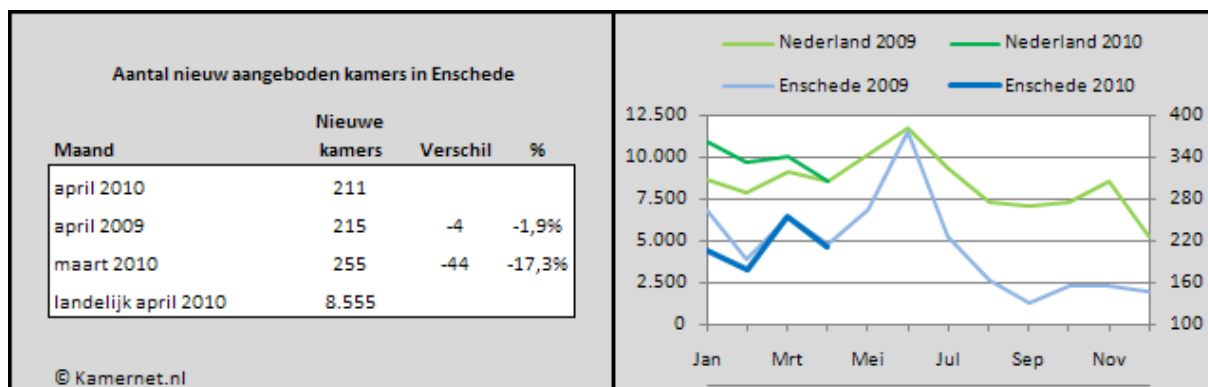 Aantal nieuw aangeboden kamers in Enschede
Nieuwe
Maand kamers Verschil %
april 2010 211
april 2009 215 -4 -1,9%
maart 2010 255 -44 -17,3%
landelijk april 2010 8.555
© Kamernet.nl
Nederland 2009 Nederland 2010
Enschede 2009 Enschede 2010
12.500 400
10.000 340
7.500 280
5.000 220
2.500 160
0 100
Jan Mrt Mei Jul Sep Nov